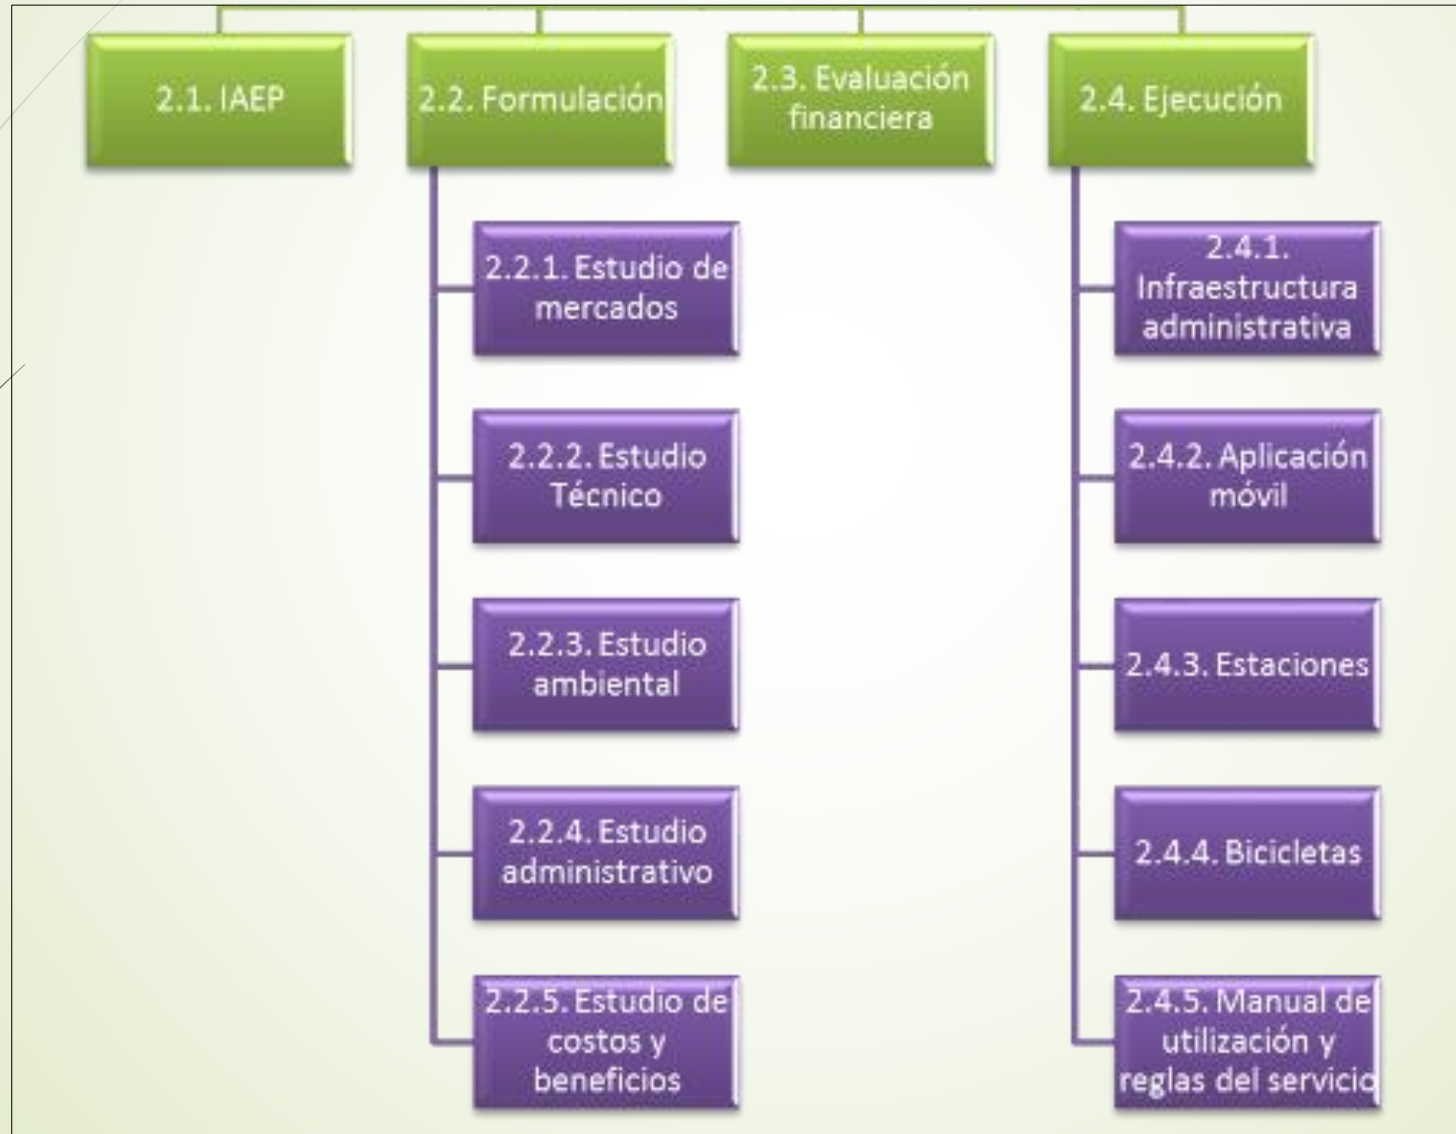 2.1. IAEP
2.2. Formulación
2.3. Evaluación
financiera
2.4. Ejecución
2.2.1. Estudio de
mercados
2.2.2. Estudio
Técnico
2.2.3. Estudio
ambiental
2.2.4. Estudio
administrativo
2.2.5. Estudio de
costos y
beneficios
2.4.1.
Infraestructura
administrativa
2.4.2. Aplicación
móvil
2.4.3. Estaciones
2.4.4. Bicicletas
2.4.5. Manual de
utilización y
reglas del servicio